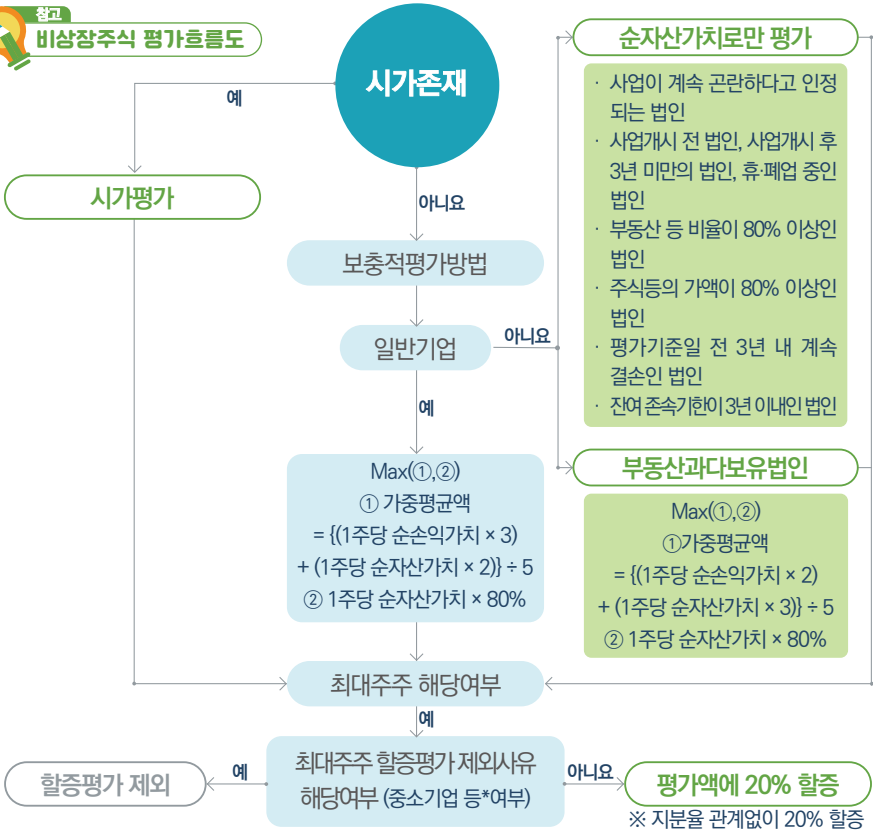 참고
비상장주식 평가흐름도
시가존재
예
시가평가
아니요
보충적평가방법
일반기업
아니요
예
Max(①,②)
① 가중평균액
= {(1주당 순손익가치 × 3)
+ (1주당 순자산가치 × 2)} ÷ 5
② 1주당 순자산가치 × 80%
순자산가치로만 평가
· 사업이 계속 곤란하다고 인정
되는 법인
· 사업개시 전 법인, 사업개시 후
3년 미만의 법인, 휴·폐업 중인
법인
· 부동산 등 비율이 80% 이상인
법인
· 주식등의 가액이 80% 이상인
법인
· 평가기준일 전 3년 내 계속
결손인 법인
· 잔여 존속기한이 3년 이내인 법인
부동산과다보유법인
Max(①,②)
①가중평균액
= {(1주당 순손익가치 × 2)
+ (1주당 순자산가치 × 3)} ÷ 5
② 1주당 순자산가치 × 80%
최대주주 해당여부
예
최대주주 할증평가 제외사유
해당여부 (중소기업 등*여부)
예
할증평가 제외
아니요
평가액에 20% 할증
※ 지분율 관계없이 20% 할증